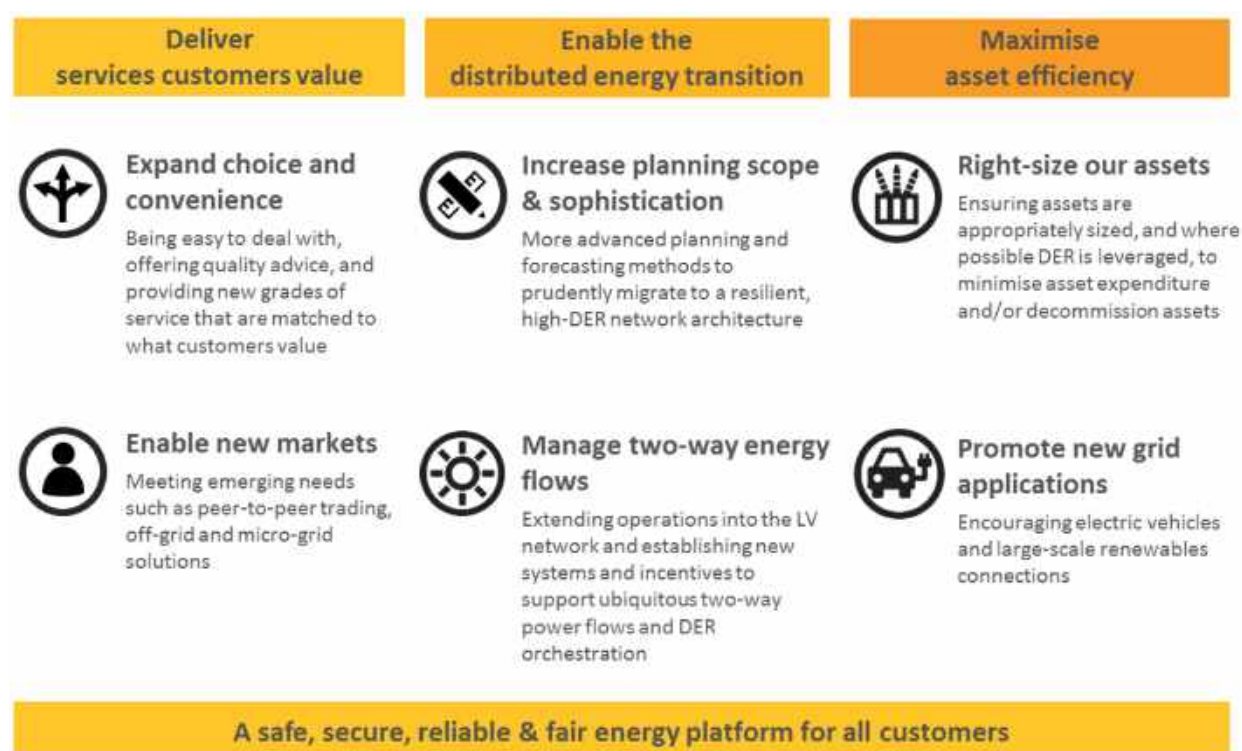 Deliver
services customers value
Enable the
distributed energy transition
Maximise
asset efficiency
Expand choice and
convenience
Being easy to deal with,
offering quality advice, and
providing new grades of
service that are matched to
what customers value
Increase planning scope
& sophistication
More advanced planning and
forecasting methods to
prudently migrate to a resilient,
high-DER network architecture
Right-size our assets
Ensuring assets are
appropriately sized, and where
possible DER is leveraged, to
minimise asset expenditure
and/or decommission assets
Enable new markets
Meeting emerging needs
such as peer-to-peer trading,
off-grid and micro-grid
solutions
Manage two-way energy
flows
Extending operations into the LV
network and establishing new
systems and incentives to
support ubiquitous two-way
power flows and DER
orchestration
Promote new grid
applications
Encouraging electric vehicles
and large-scale renewables
connections
A safe, secure, reliable & fair energy platform for all customers